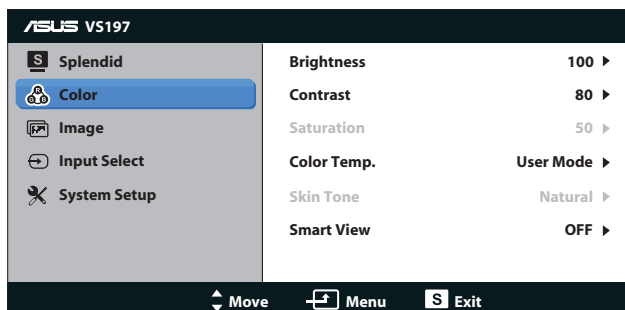 ASUS VS197
S Splendid
Color
Image
Input Select
System Setup
Brightness 100
Contrast 80
Saturation 50
Color Temp. User Mode
Skin Tone Natural
Smart View OFF
Move Menu S Exit